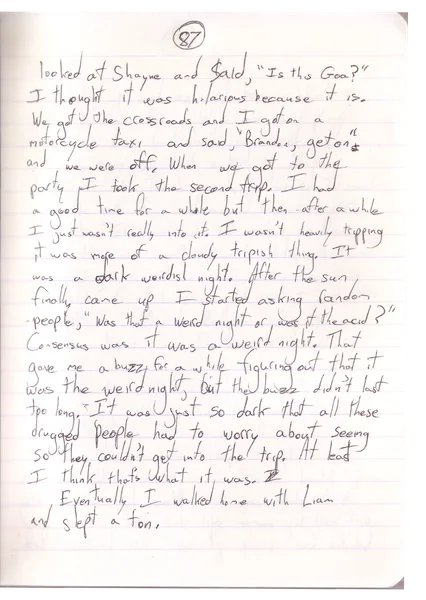 87
looked at Shayne and said, "Is this Goa?"
I thought it was hilarious because it is.
We got to the crossroads and I got on a
motorcycle taxi and said, "Brandon, get on."
and we were off. When we got to the
party I took the second trip. I had
a good time for a while but then after a while
I just wasn't really into it. I wasn't heavily tripping
it was more of a cloudy tripish thing. It
was a dark weirdish night. After the sun
finally came up I started asking random
people, "Was that a weird night or was it the acid?"
Consensus was it was a weird night. That
gave me a buzz for a while figuring out that it
was the weird night, but the buzz didn't last
too long. It was just so dark that all these
drugged people had to worry about seeing
so they couldn't get into the trip. At least
I think that's what it was.
Eventually I walked home with Liam
and slept a ton.